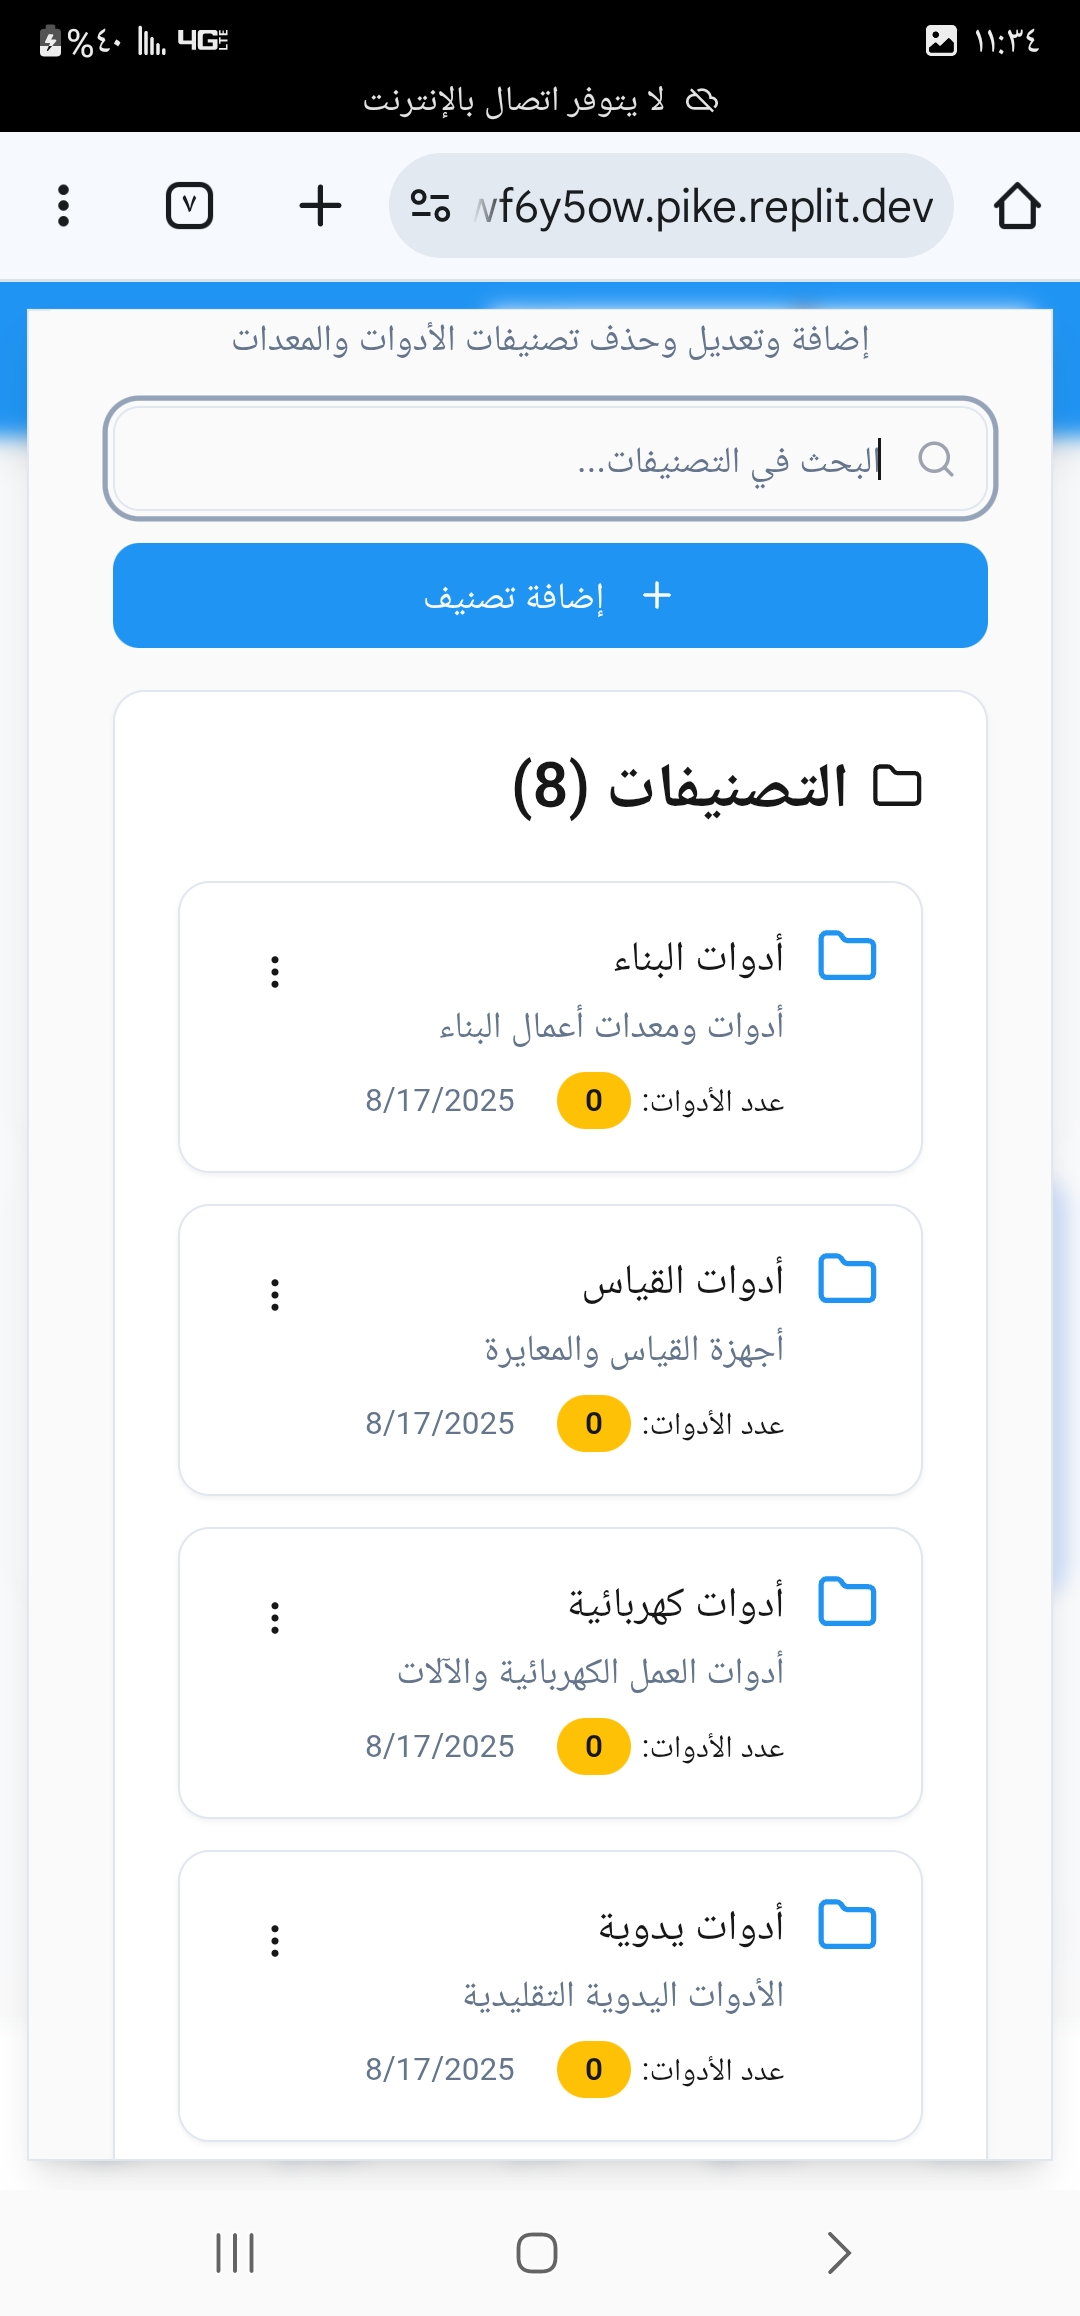 ١١:٣٤
4G LTE
%٤٠
لا يتوفر اتصال بالإنترنت
f6y5ow.pike.replit.dev
٧
إضافة وتعديل وحذف تصنيفات الأدوات والمعدات
البحث في التصنيفات...
إضافة تصنيف
التصنيفات (8)
أدوات البناء
أدوات ومعدات أعمال البناء
عدد الأدوات: 0 8/17/2025
أدوات القياس
أجهزة القياس والمعايرة
عدد الأدوات: 0 8/17/2025
أدوات كهربائية
أدوات العمل الكهربائية والآلات
عدد الأدوات: 0 8/17/2025
أدوات يدوية
الأدوات اليدوية التقليدية
عدد الأدوات: 0 8/17/2025